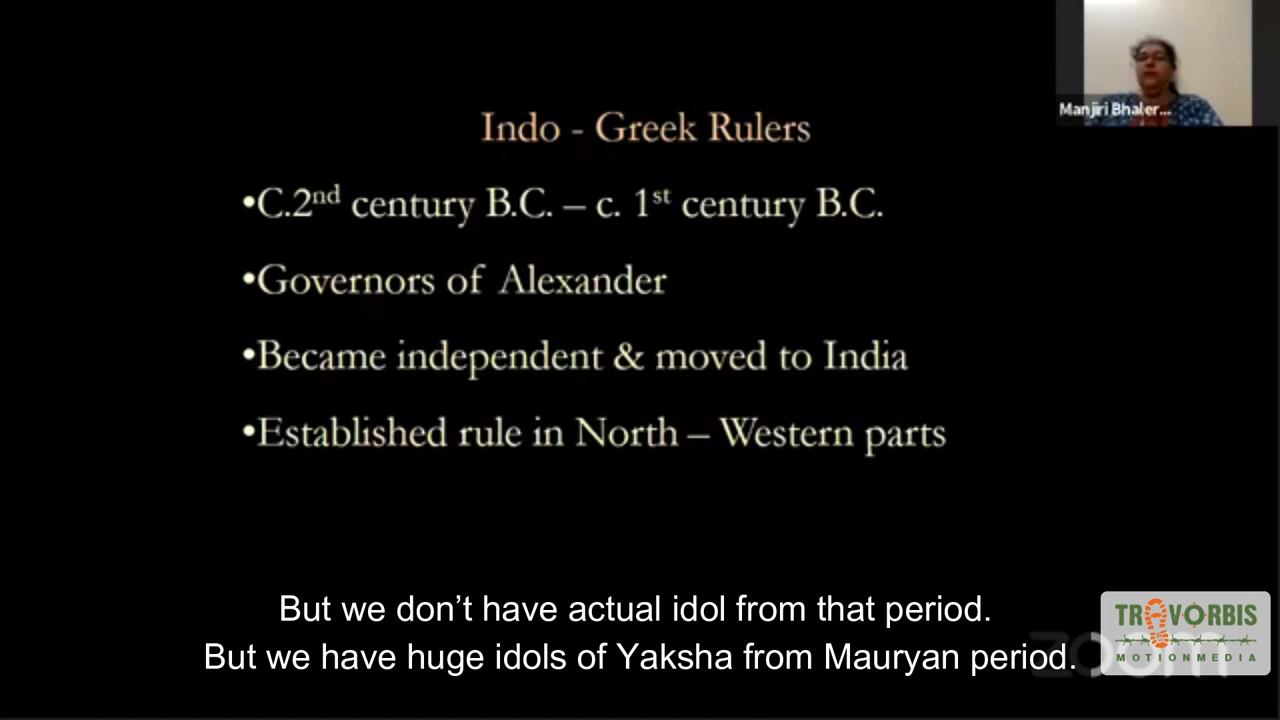 Manjiri Bhaler...
Indo - Greek Rulers
•C.2nd century B.C. – c. 1st century B.C.
•Governors of Alexander
•Became independent & moved to India
•Established rule in North – Western parts
But we don’t have actual idol from that period.
But we have huge idols of Yaksha from Mauryan period.
zoom
TRAVORBIS
MOTIONMEDIA